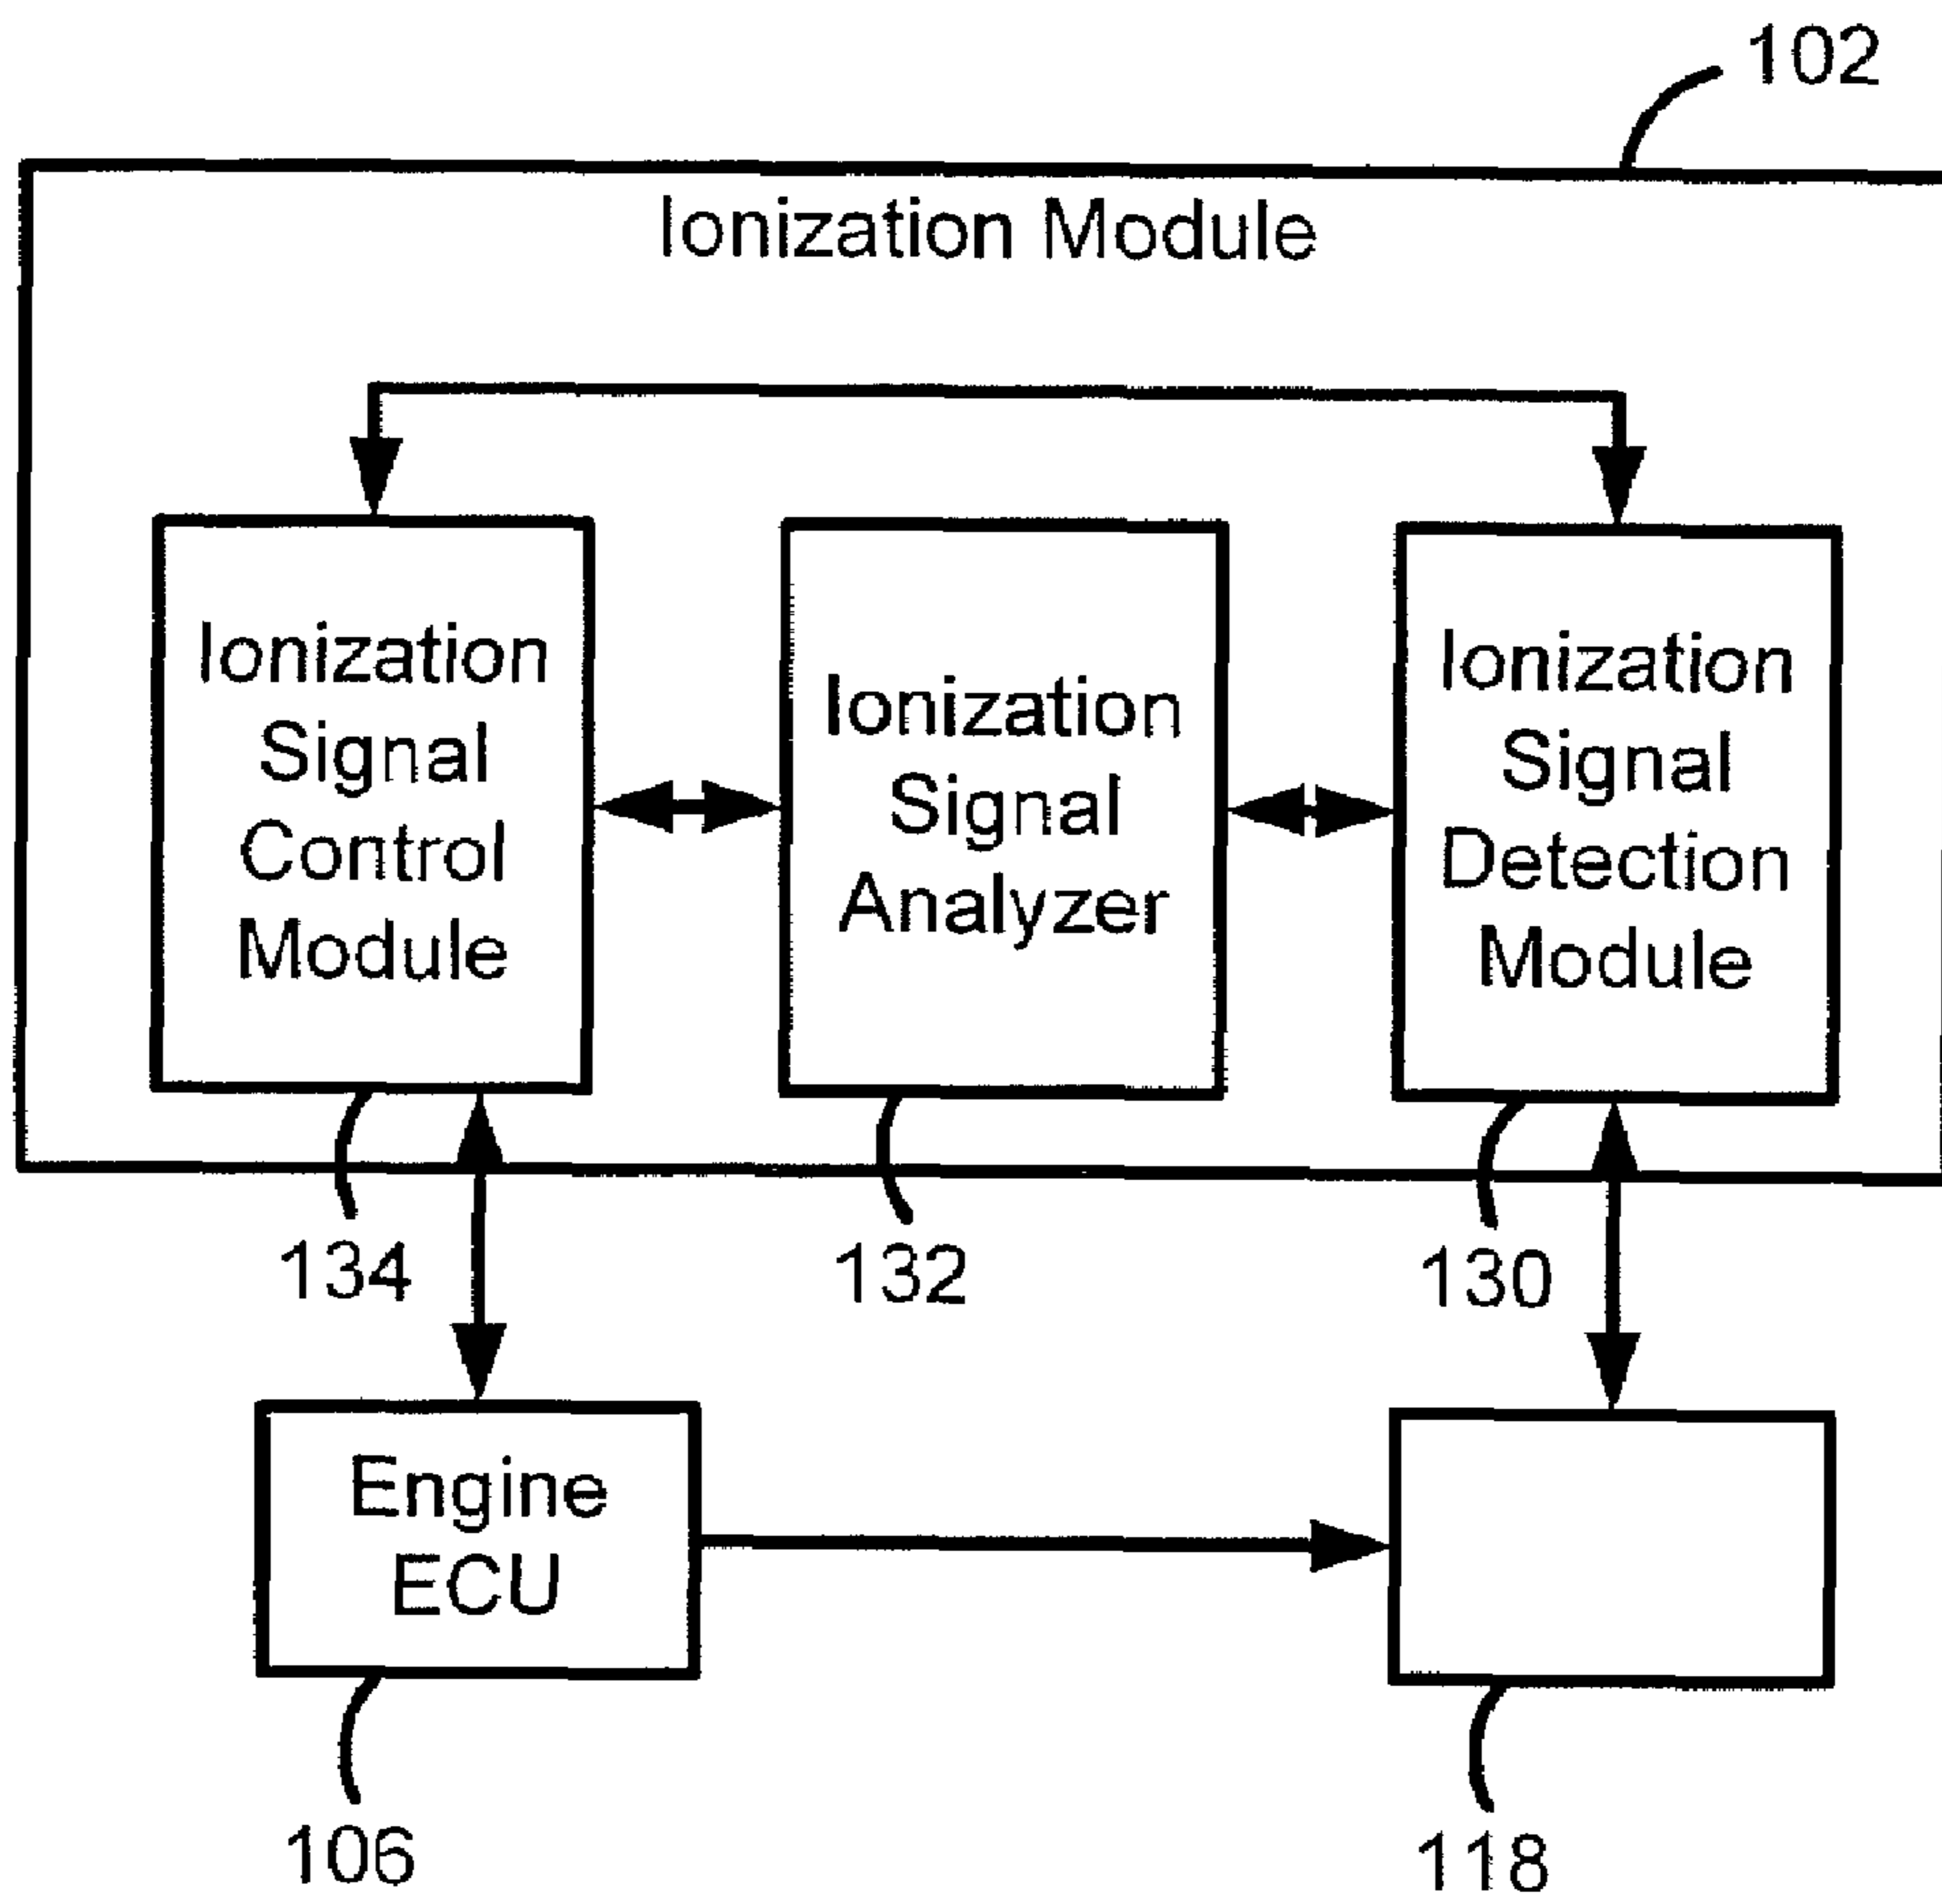 102
Ionization Module
Ionization
Signal
Control
Module
Ionization
Signal
Analyzer
Ionization
Signal
Detection
Module
134
132
130
Engine
ECU
106
118